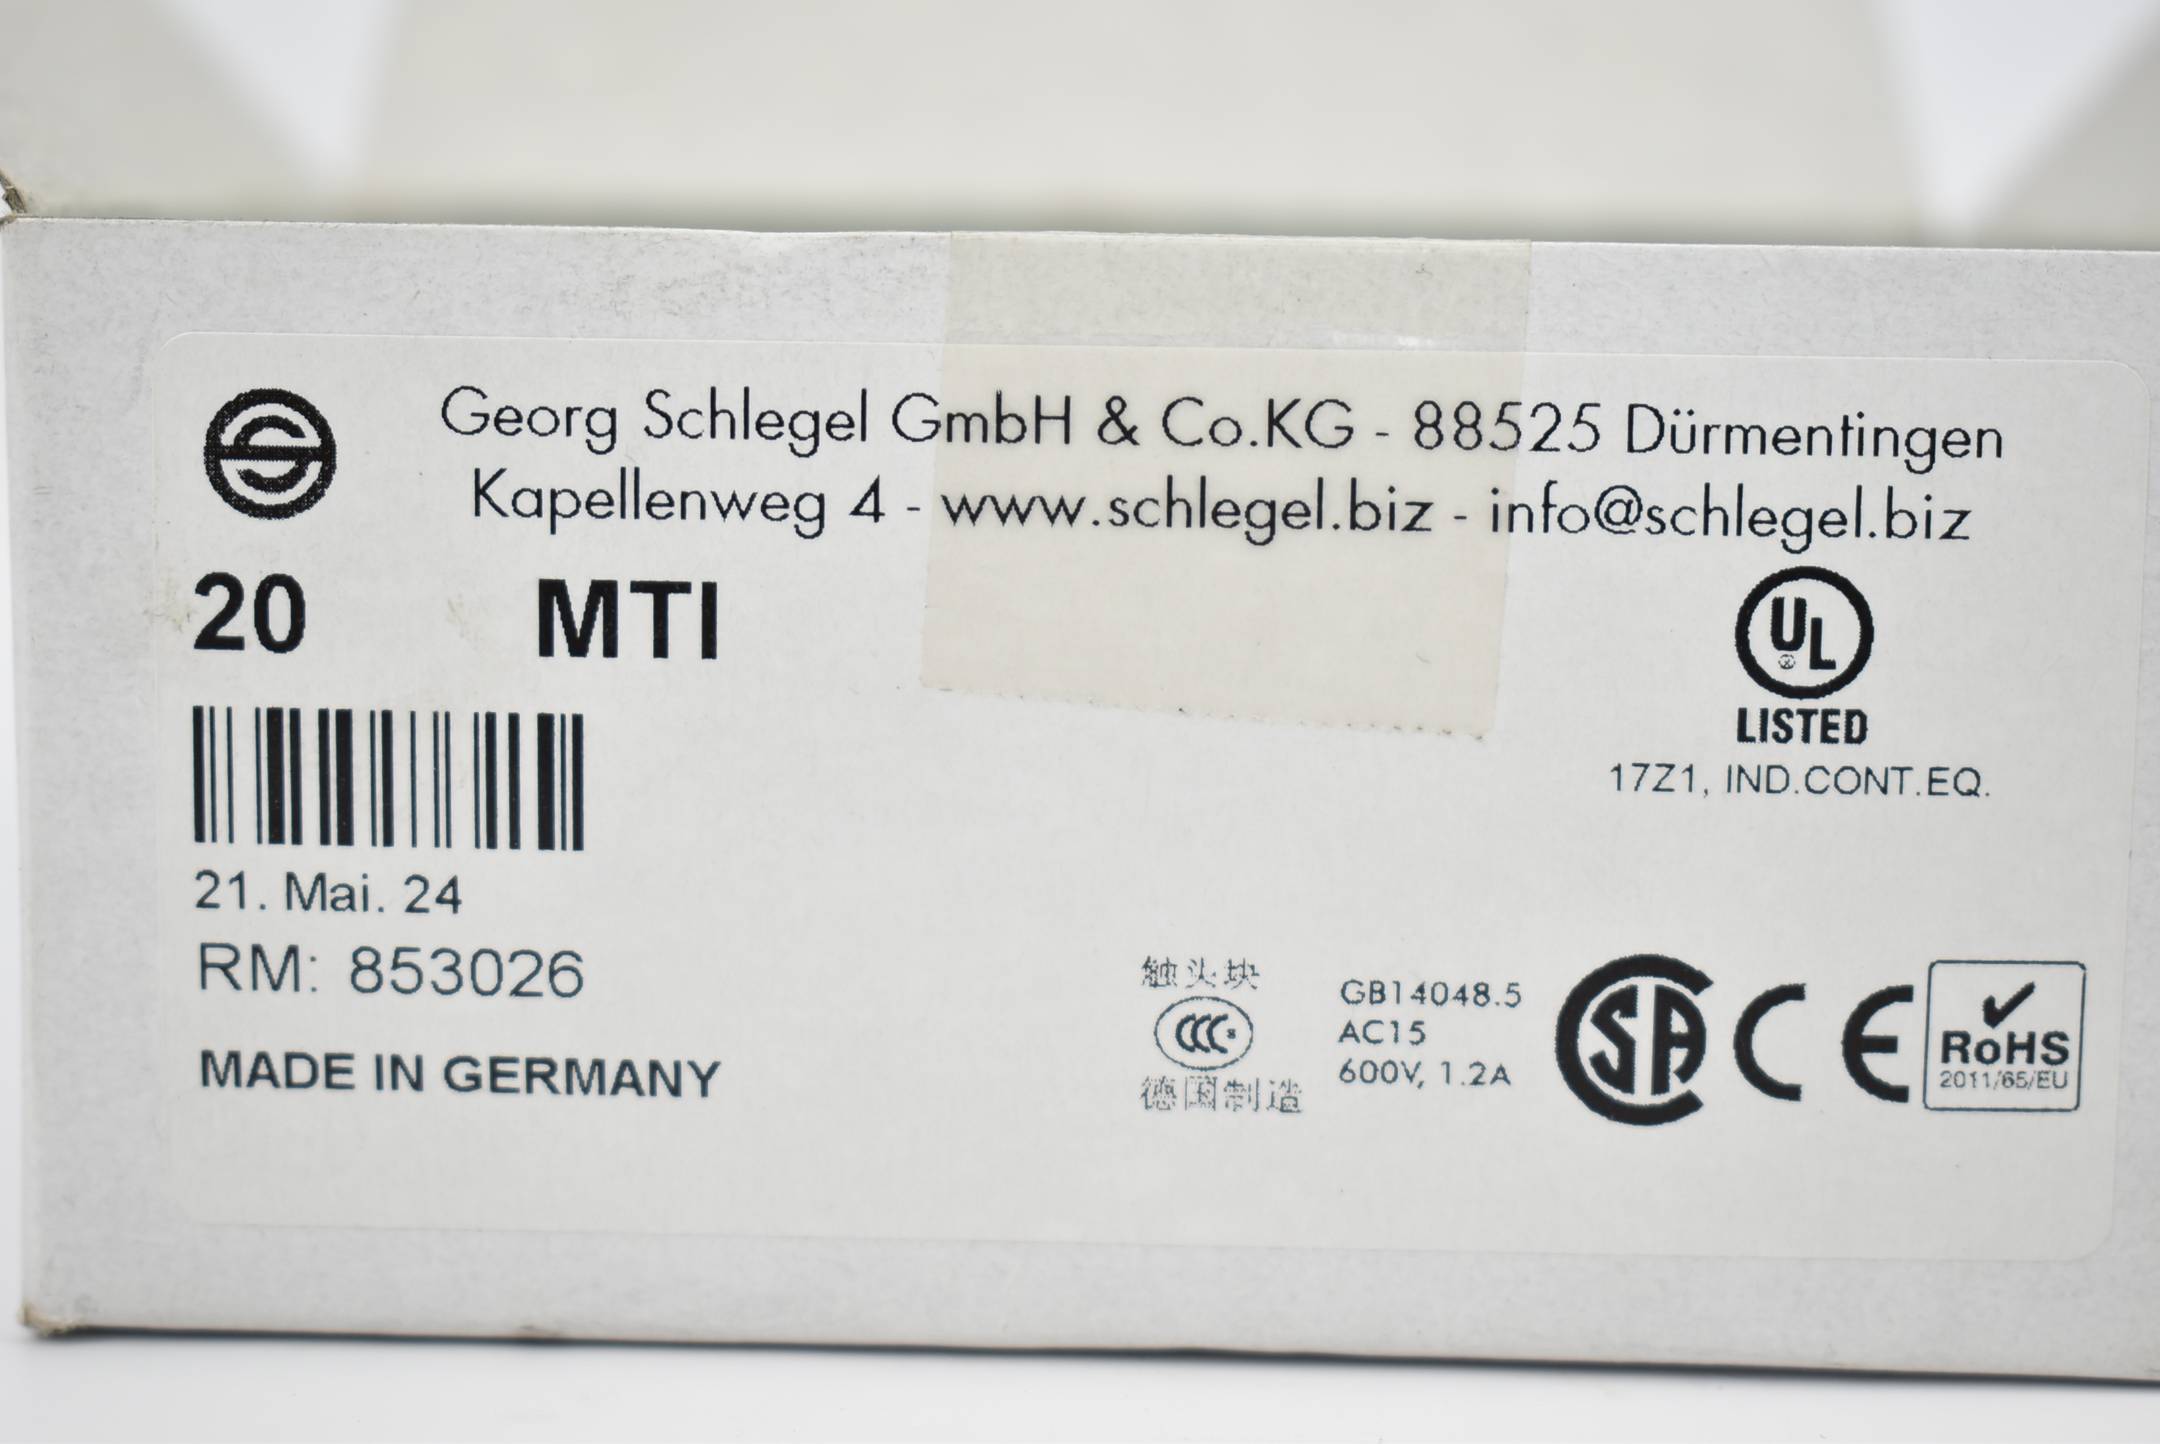 Georg Schlegel GmbH & Co.KG - 88525 Dürmentingen
Kapellenweg 4 - www.schlegel.biz - info@schlegel.biz
20 MTI
UL
LISTED
17Z1, IND.CONT.EQ.
21. Mai. 24
RM: 853026
MADE IN GERMANY
触头块
CCC S
德国制造
GB14048.5
AC15
600V, 1.2A
SA
CE
RoHS
2011/65/EU